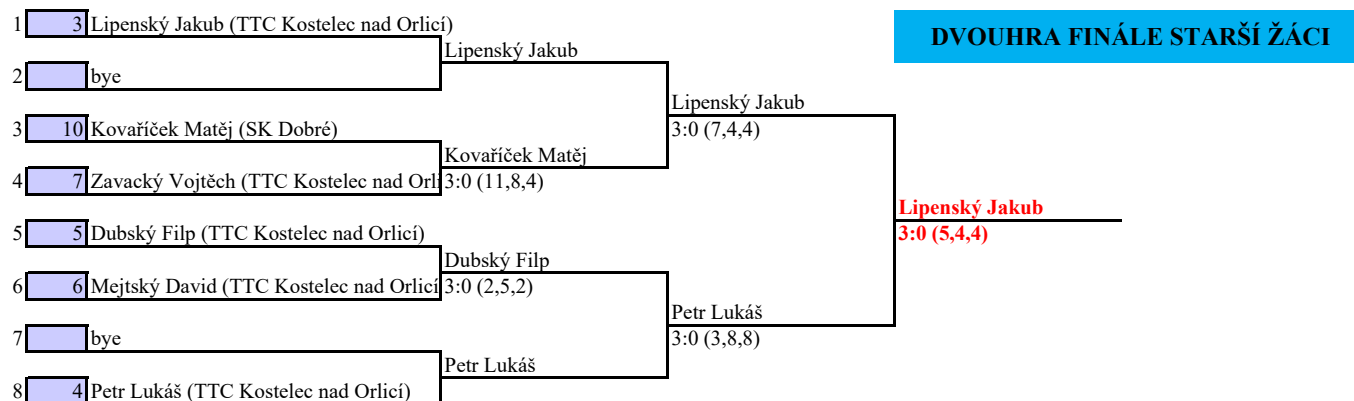 DVOUHRA FINÁLE STARŠÍ ŽÁCI
1 3 Lipenský Jakub (TTC Kostelec nad Orlicí)
Lipenský Jakub
2 bye
Lipenský Jakub
3:0 (7,4,4)
3 10 Kovaříček Matěj (SK Dobré)
Kovaříček Matěj
3:0 (11,8,4)
4 7 Zavacký Vojtěch (TTC Kostelec nad Orli
Lipenský Jakub
3:0 (5,4,4)
5 5 Dubský Filp (TTC Kostelec nad Orlicí)
Dubský Filp
3:0 (2,5,2)
6 6 Mejtský David (TTC Kostelec nad Orlicí
Petr Lukáš
3:0 (3,8,8)
7 bye
Petr Lukáš
8 4 Petr Lukáš (TTC Kostelec nad Orlicí)